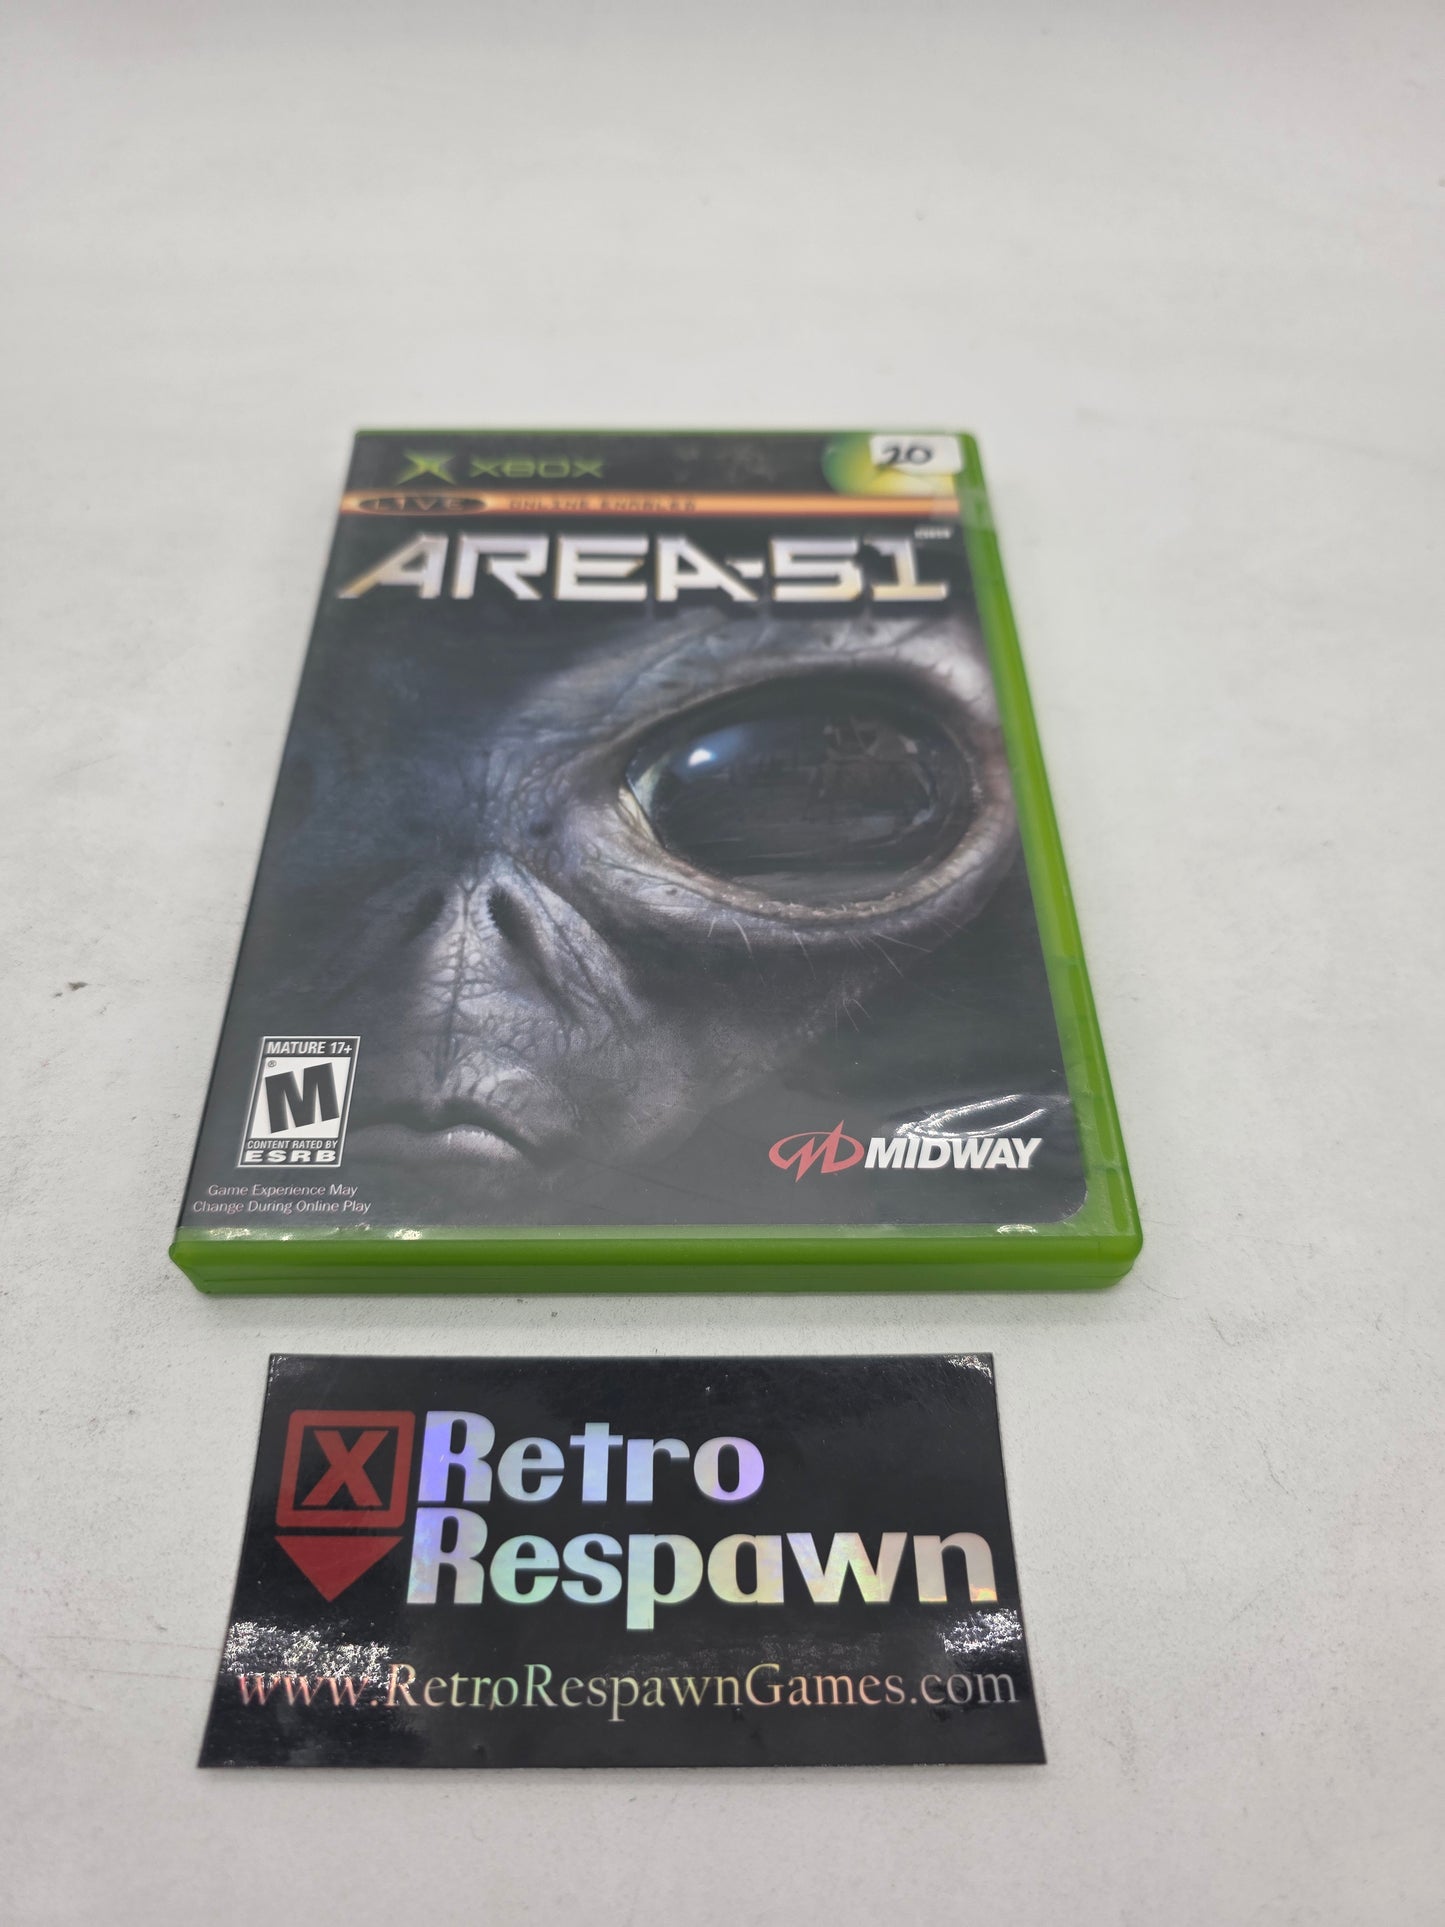 XBOX
20
LIVE ONLINE ENABLED
AREA-51
MATURE 17+
M
®
CONTENT RATED BY
ESRB
Game Experience May
Change During Online Play
MIDWAY
X
Retro
Respawn
www.RetroRespawnGames.com